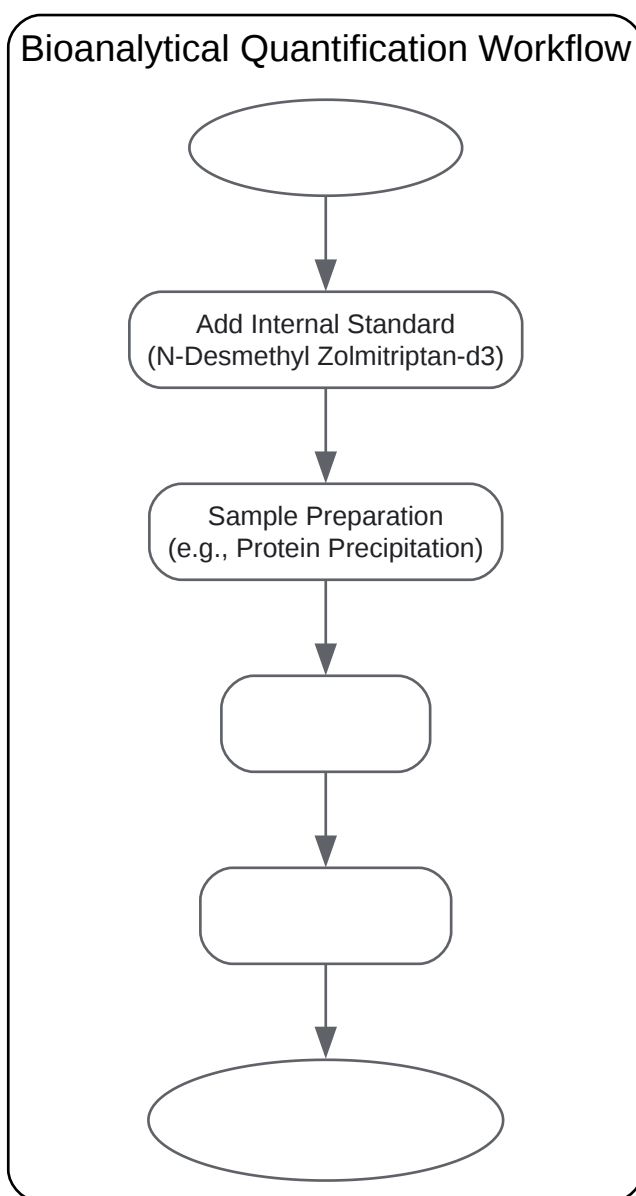 Bioanalytical Quantification Workflow
Add Internal Standard
(N-Desmethyl Zolmitriptan-d3)
Sample Preparation
(e.g., Protein Precipitation)